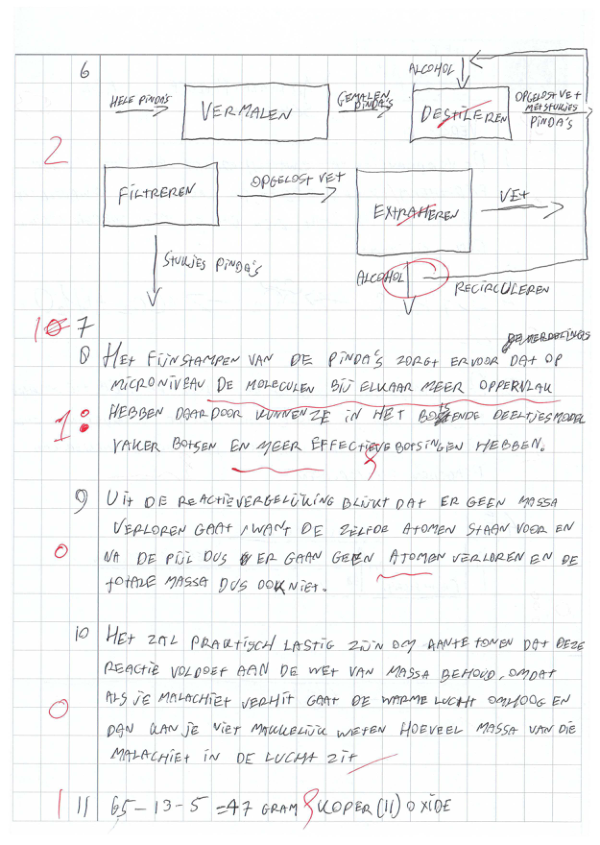 6
ALCOHOL
HELE PINDA'S
VERMALEN
GEMALEN PINDA'S
DESTILEREN
OPGELOST VET
MET STUKJES
PINDA'S
2
FILTREREN
OPGELOST VET
EXTRAHEREN
VET
STUKJES PINDA'S
ALCOHOL
RECIRCULEREN
10 7
8 HET FIJNSTAMPEN VAN DE PINDA'S ZORGT ERVOOR DAT OP
MICRONIVEAU DE MOLECULEN BIJ ELKAAR MEER OPPERVLAK
1 HEBBEN DAARDOOR KUNNEN ZE IN HET BOTSENDE DEELTJESMODEL
VAKER BOTSEN EN MEER EFFECTIEVE BOTSINGEN HEBBEN.
9 UIT DE REACTIEVERGELIJKING BLIJKT DAT ER GEEN MASSA
VERLOREN GAAT, WANT DE ZELFDE ATOMEN STAAN VOOR EN
0 NA DE PIJL DUS ER GAAN GEEN ATOMEN VERLOREN EN DE
TOTALE MASSA DUS OOK NIET.
10 HET ZAL PRAKTISCH LASTIG ZIJN OM AAN TE TONEN DAT DEZE
REACTIE VOLDOET AAN DE WET VAN MASSA BEHOUD, OMDAT
0 ALS JE MALACHIET VERHIT GAAT DE WARME LUCHT OMHOOG EN
DAN KAN JE NIET MAKKELIJK WETEN HOEVEEL MASSA VAN DIE
MALACHIET IN DE LUCHT ZIT
1 11 65-13-5 = 47 GRAM KOPER(II)OXIDE